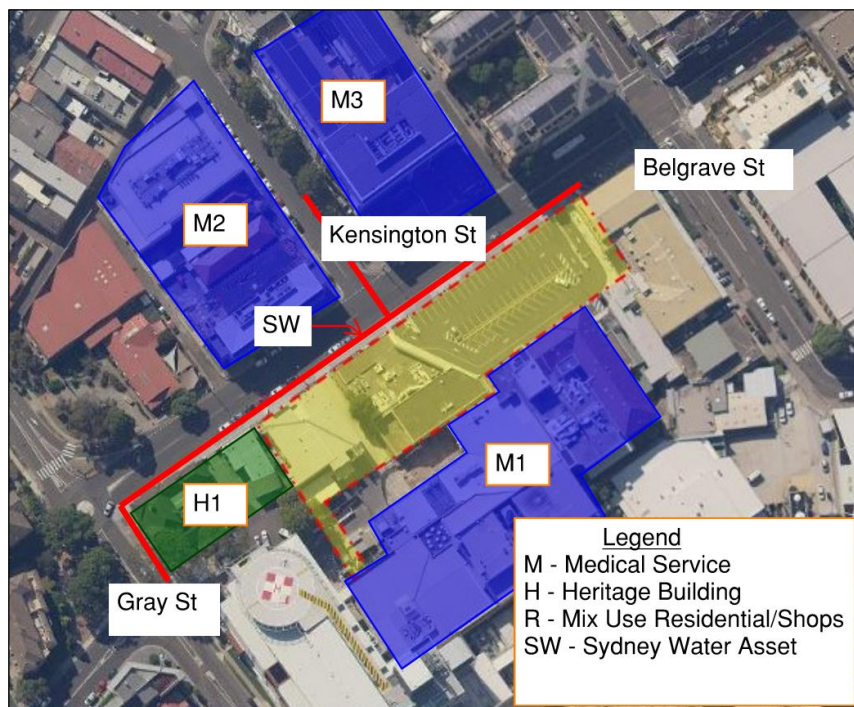 M3
Belgrave St
M2
Kensington St
SW
M1
H1
Gray St
Legend
M - Medical Service
H - Heritage Building
R - Mix Use Residential/Shops
SW - Sydney Water Asset
H